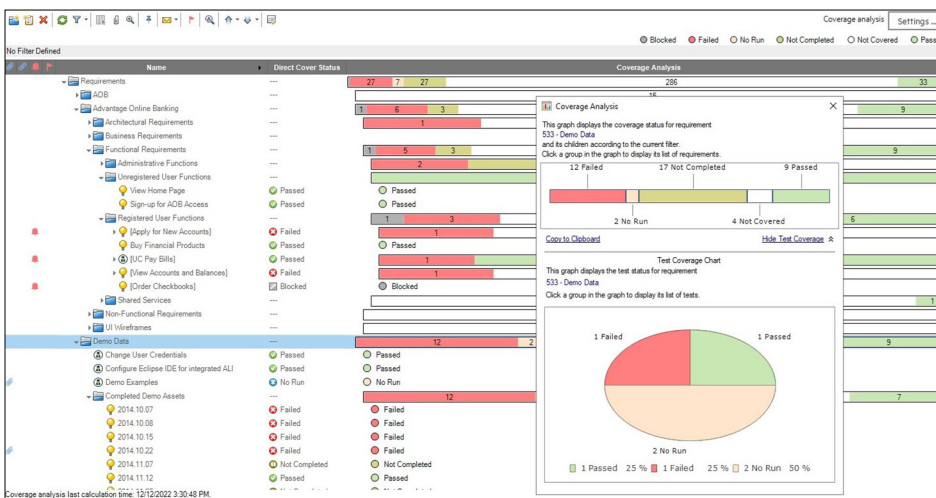 Coverage analysis Settings ...
Blocked Failed No Run Not Completed Not Covered Pass
No Filter Defined
Name Direct Cover Status Coverage Analysis
Requirements --- 27 7 27 286 33
AOB --- 16
Advantage Online Banking --- 1 6 3 9
Architectural Requirements --- 1
Business Requirements ---
Functional Requirements --- 1 5 3 9
Administrative Functions --- 2
Unregistered User Functions ---
View Home Page Passed Passed
Sign-up for AOB Access Passed Passed
Registered User Functions --- 1 3 6
[Apply for New Accounts] Failed 1
Buy Financial Products Passed Passed
[UC Pay Bills] Passed 1
[View Accounts and Balances] Failed 1
[Order Checkbooks] Blocked Blocked
Shared Services --- 1
Non-Functional Requirements ---
UI Wireframes ---
Demo Data --- 12 2 9
Change User Credentials Passed Passed
Configure Eclipse IDE for integrated ALI Passed Passed
Demo Examples No Run No Run
Completed Demo Assets --- 12 7
2014.10.07 Failed Failed
2014.10.08 Failed Failed
2014.10.15 Failed Failed
2014.10.22 Failed Failed
2014.11.07 Not Completed Not Completed
2014.11.12 Passed Passed
Coverage analysis last calculation time: 12/12/2022 3:30:48 PM.
Coverage Analysis
This graph displays the coverage status for requirement
533 - Demo Data
and its children according to the current filter.
Click a group in the graph to display its list of requirements.
12 Failed 17 Not Completed 9 Passed
2 No Run 4 Not Covered
Copy to Clipboard Hide Test Coverage
Test Coverage Chart
This graph displays the test status for requirement
533 - Demo Data
Click a group in the graph to display its list of tests.
1 Failed 1 Passed
2 No Run
1 Passed 25 % 1 Failed 25 % 2 No Run 50 %